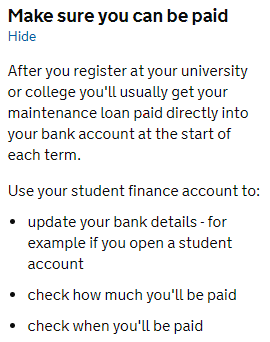 Make sure you can be paid
Hide
After you register at your university
or college you'll usually get your
maintenance loan paid directly into
your bank account at the start of
each term.
Use your student finance account to:
• update your bank details - for
example if you open a student
account
• check how much you'll be paid
• check when you'll be paid